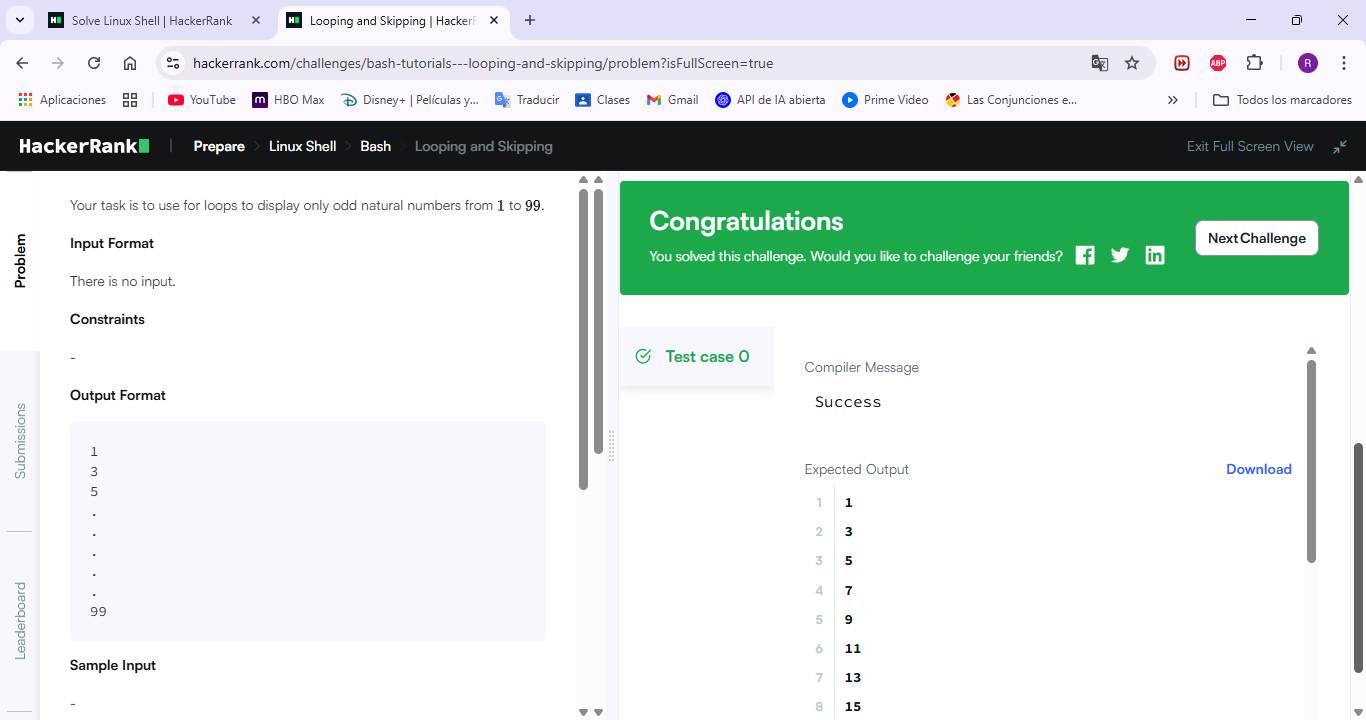 Solve Linux Shell | HackerRank
Looping and Skipping | HackerF
hackerrank.com/challenges/bash-tutorials---looping-and-skipping/problem?isFullScreen=true
ABP
R
Aplicaciones
YouTube
m HBO Max
Disney+ | Películas y...
Traducir
Clases
Gmail
API de IA abierta
Prime Video
Las Conjunciones e...
Todos los marcadores
HackerRank
Prepare
Linux Shell
Bash
Looping and Skipping
Exit Full Screen View
Problem
Submissions
Leaderboard
Your task is to use for loops to display only odd natural numbers from 1 to 99.
Input Format
There is no input.
Constraints
-
Output Format
1
3
5
.
.
.
.
.
99
Sample Input
-
Congratulations
You solved this challenge. Would you like to challenge your friends?
Next Challenge
Test case 0
Compiler Message
Success
Expected Output
Download
1 1
2 3
3 5
4 7
5 9
6 11
7 13
8 15